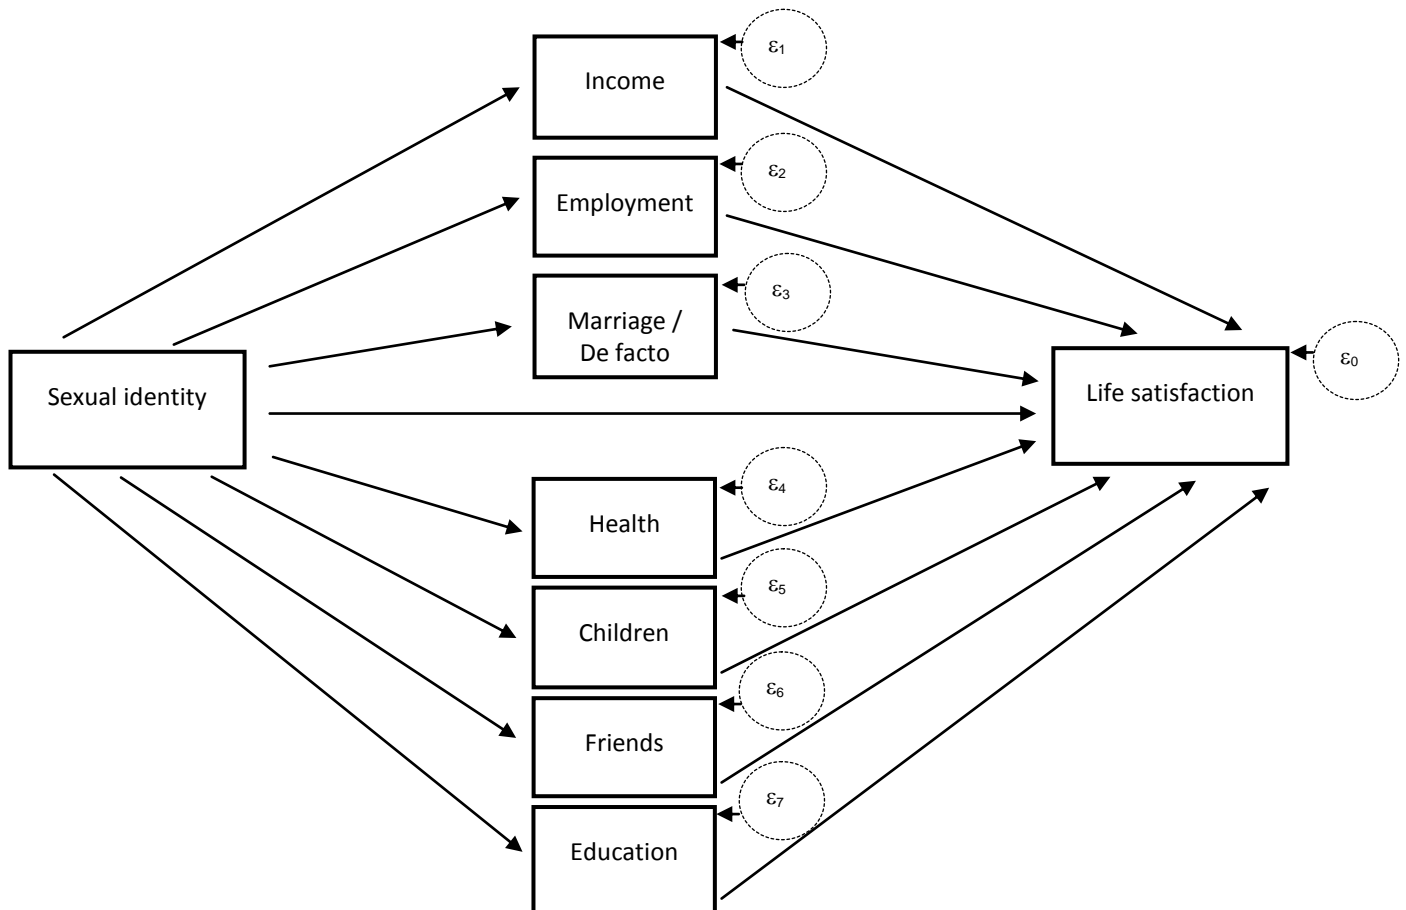 ε1
Income
ε2
Employment
ε3
Marriage /
De facto
Sexual identity
Life satisfaction
ε0
ε4
Health
ε5
Children
ε6
Friends
ε7
Education